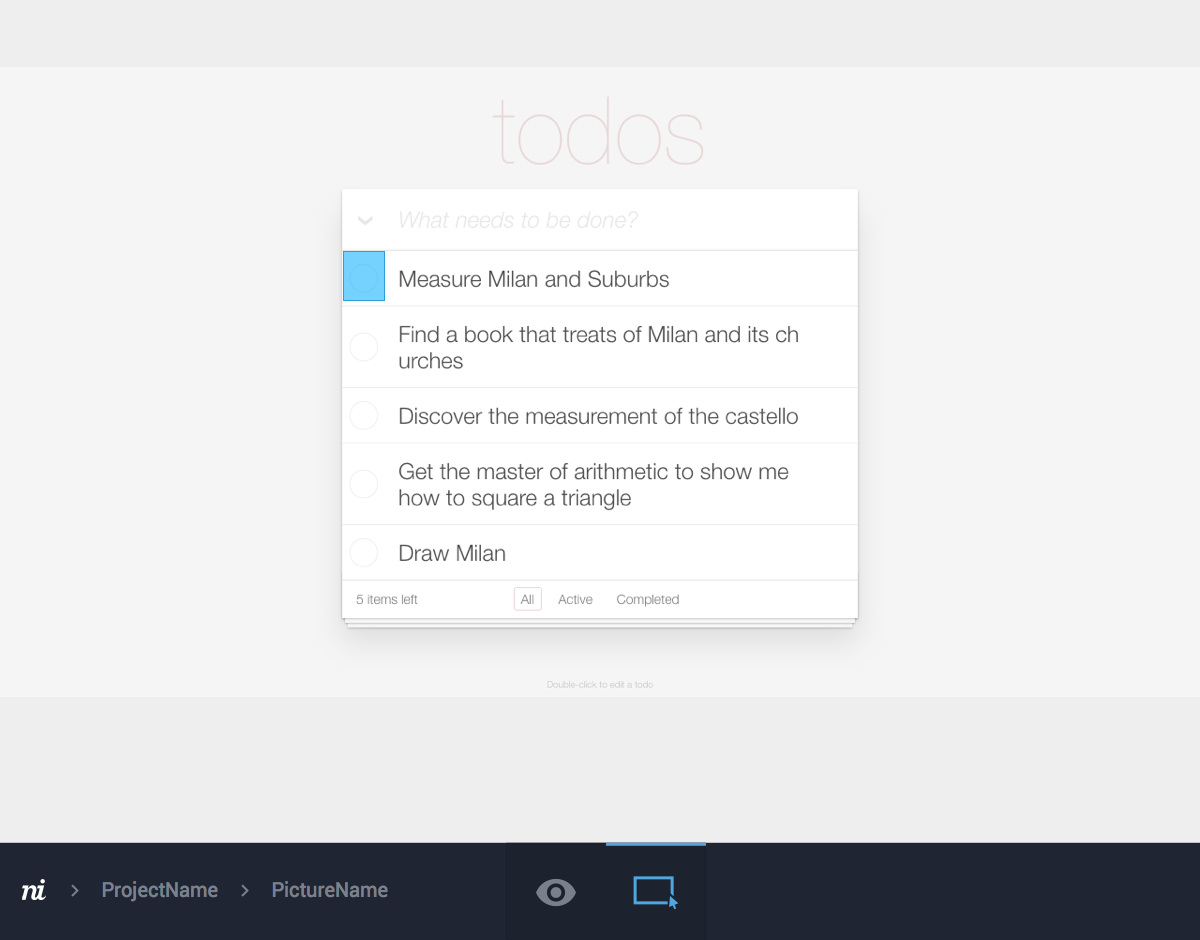 todos
What needs to be done?
Measure Milan and Suburbs
Find a book that treats of Milan and its ch
urches
Discover the measurement of the castello
Get the master of arithmetic to show me
how to square a triangle
Draw Milan
5 items left All Active Completed
Double-click to edit a todo
ni > ProjectName > PictureName